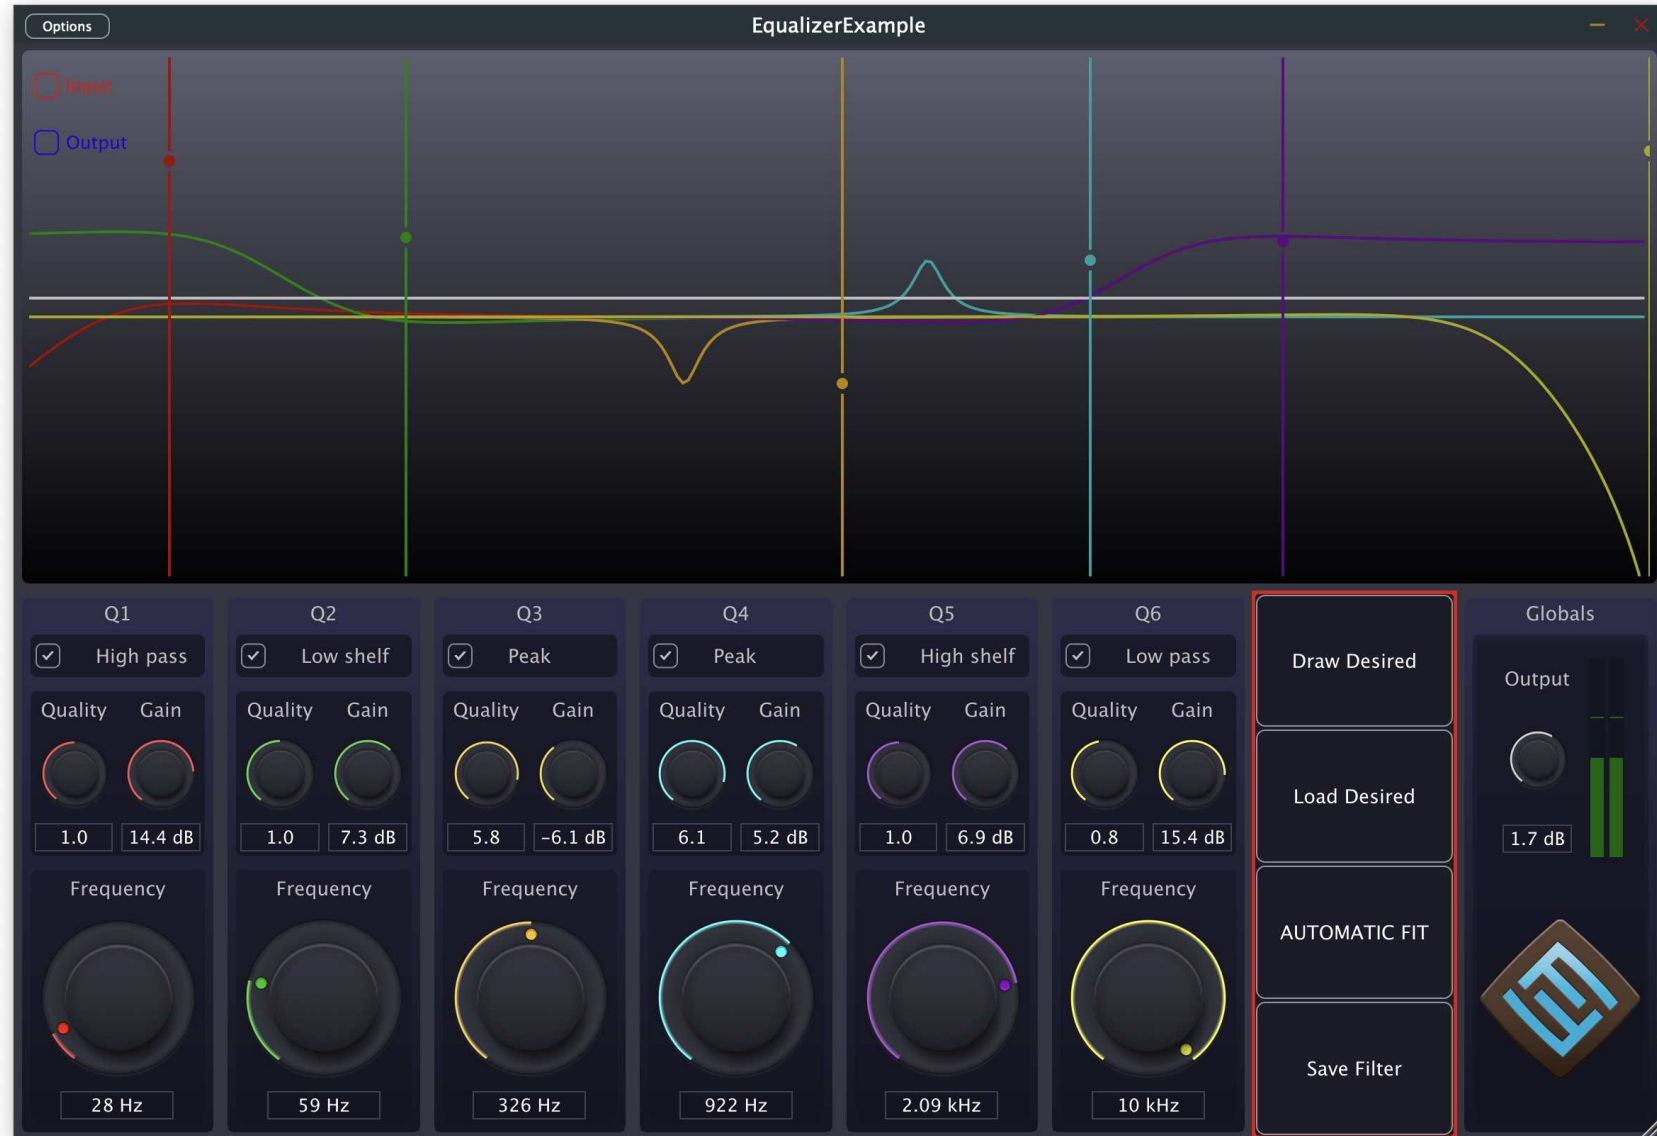 Options
EqualizerExample
Input
Output
Q1
Q2
Q3
Q4
Q5
Q6
Globals
High pass
Low shelf
Peak
Peak
High shelf
Low pass
Draw Desired
Output
Quality Gain
Quality Gain
Quality Gain
Quality Gain
Quality Gain
Quality Gain
Load Desired
1.0 14.4 dB
1.0 7.3 dB
5.8 -6.1 dB
6.1 5.2 dB
1.0 6.9 dB
0.8 15.4 dB
1.7 dB
Frequency
Frequency
Frequency
Frequency
Frequency
Frequency
AUTOMATIC FIT
Save Filter
28 Hz
59 Hz
326 Hz
922 Hz
2.09 kHz
10 kHz